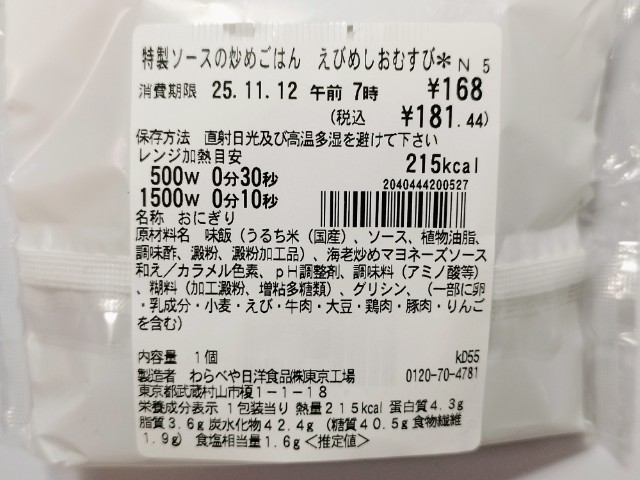 特製ソースの炒めごはん えびめしおむすび＊ N 5
消費期限 25.11.12 午前 7時 ¥168
(税込 ¥181.44)
保存方法 直射日光及び高温多湿を避けて下さい
レンジ加熱目安 215kcal
500W 0分30秒
2040444200527
1500W 0分10秒
名称 おにぎり
原材料名 味飯（うるち米（国産）、ソース、植物油脂、
調味酢、澱粉、澱粉加工品）、海老炒めマヨネーズソース
和え／カラメル色素、ｐＨ調整剤、調味料（アミノ酸等）
、糊料（加工澱粉、増粘多糖類）、グリシン、（一部に卵
・乳成分・小麦・えび・牛肉・大豆・鶏肉・豚肉・りんご
を含む）
内容量 1個 kD55
製造者 わらべや日洋食品㈱東京工場 0120-70-4781
東京都武蔵村山市榎1-1-18
栄養成分表示 1包装当り 熱量215kcal 蛋白質4.3g
脂質3.6g 炭水化物42.4g （糖質40.5g 食物繊維
1.9g） 食塩相当量1.6g＜推定値＞